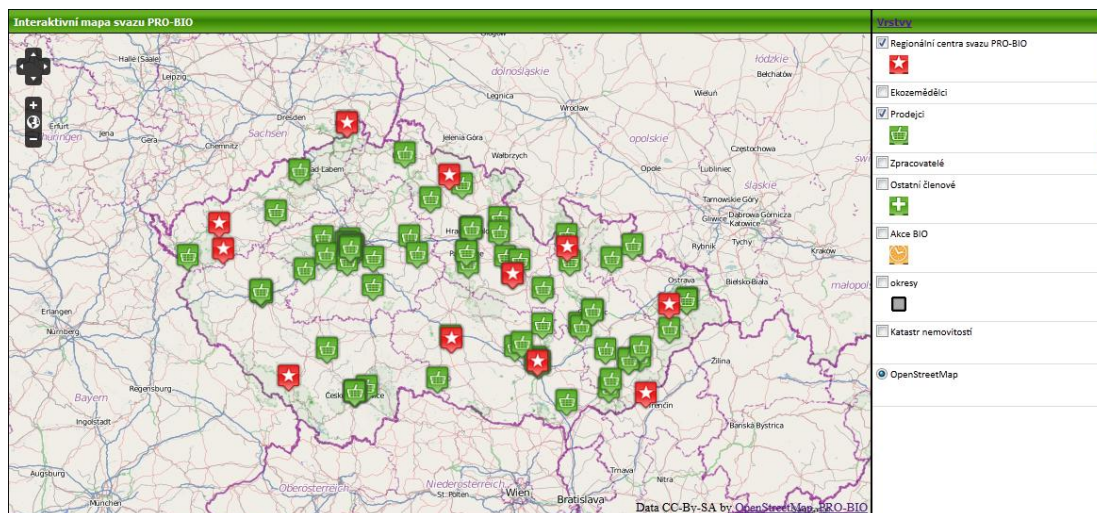 Interaktivní mapa svazu PRO-BIO
Vrstvy
Regionální centra svazu PRO-BIO
Ekozemědělci
Prodejci
Zpracovatelé
Ostatní členové
Akce BIO
okresy
Katastr nemovitostí
OpenStreetMap
Halle (Saale)
Leipzig
dolnośląskie
Legnica
Wrocław
Wieluń
łódzkie
Bełchatów
Erfurt
Jena
Gera
Chemnitz
Dresden
Sachsen
Jelenia Góra
Wałbrzych
opolskie
Opole
Lubliniec
Częstochowa
śląskie
Tarnowskie Góry
Gliwice
Dąbrowa Górnicza
Katowice
Tychy
Rybnik
Kraków
Ostrava
Bielsko-Biała
Erlangen
Nürnberg
Regensburg
Bayern
Ingolstadt
Augsburg
München
Žilina
Trenčín
Banská Bystrica
Trnava
Nitra
Oberösterreich
Niederösterreich
St. Pölten
Wien
Bratislava
Data CC-By-SA by OpenStreetMap, PRO-BIO